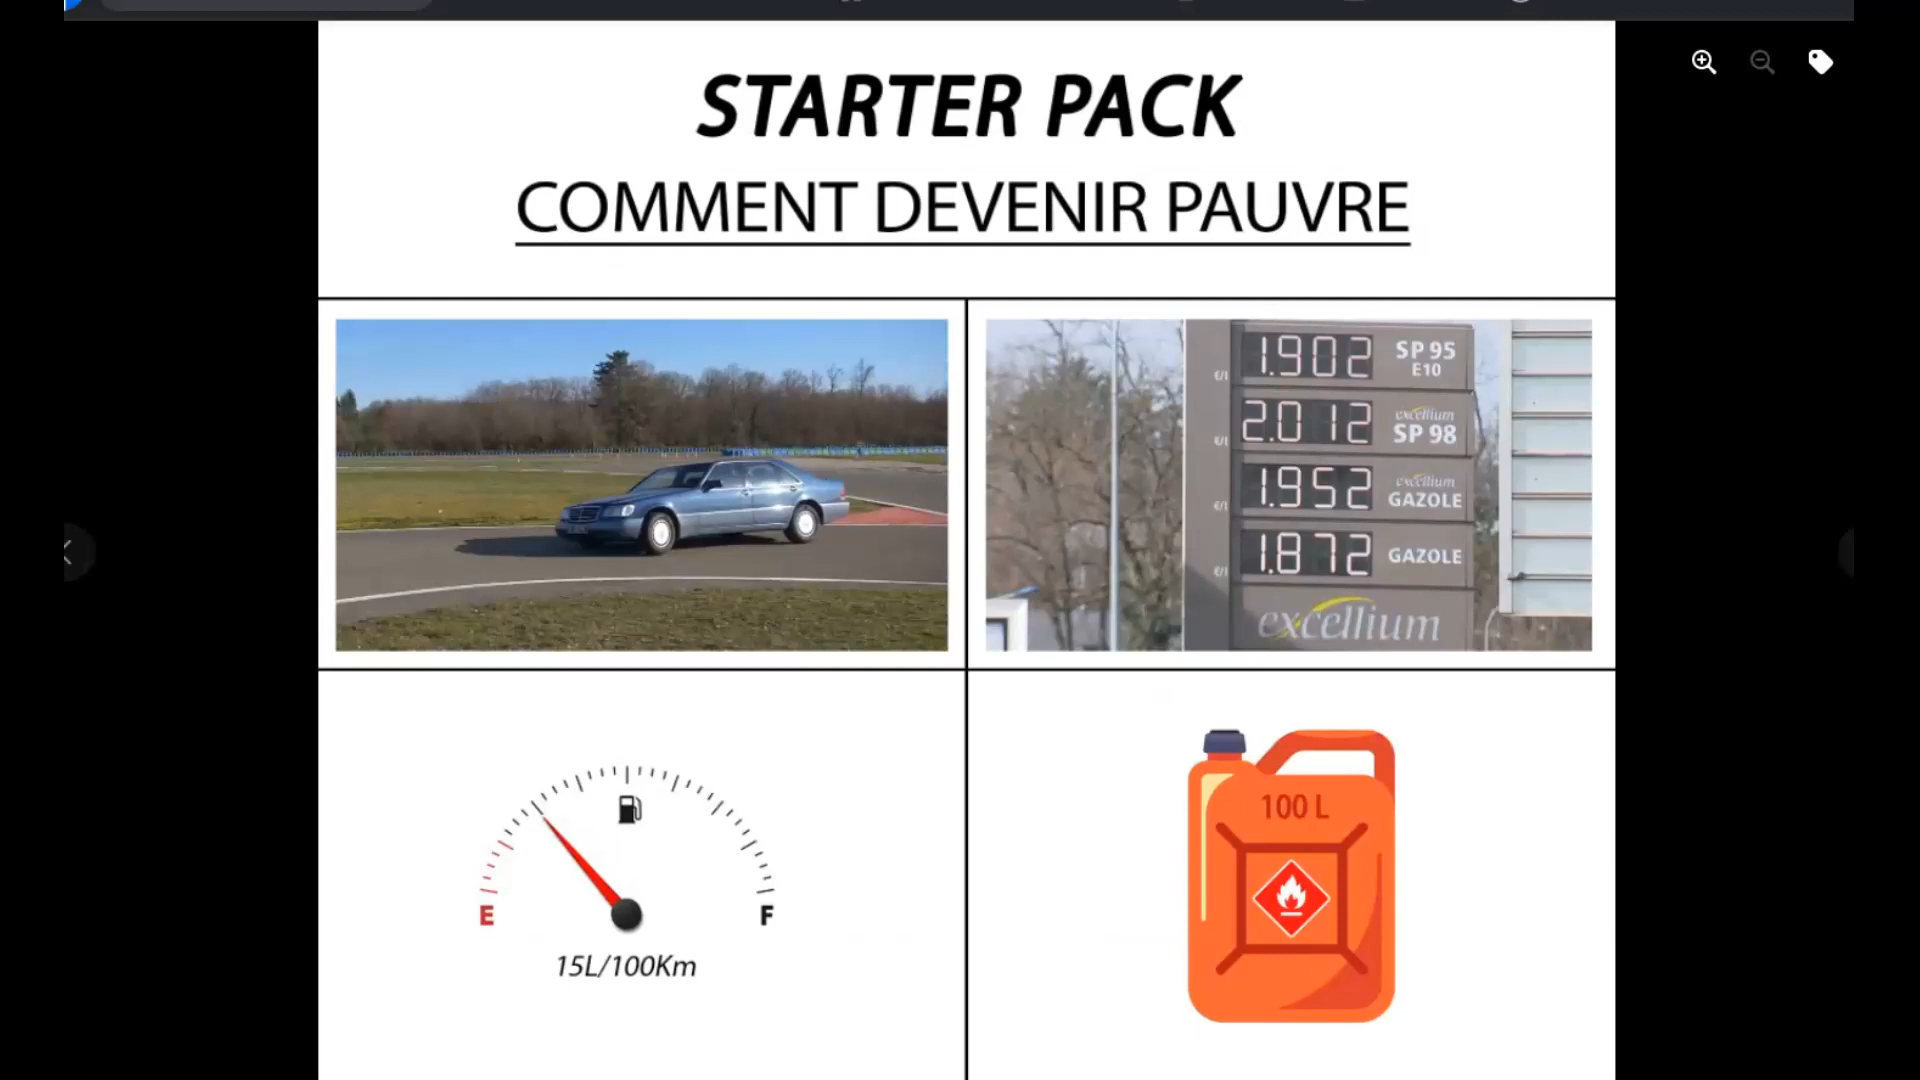 STARTER PACK
COMMENT DEVENIR PAUVRE
€/l 1.902 SP 95
E10
€/l 2.012 excellium
SP 98
€/l 1.952 excellium
GAZOLE
€/l 1.872 GAZOLE
excellium
E F
15L/100Km
100 L